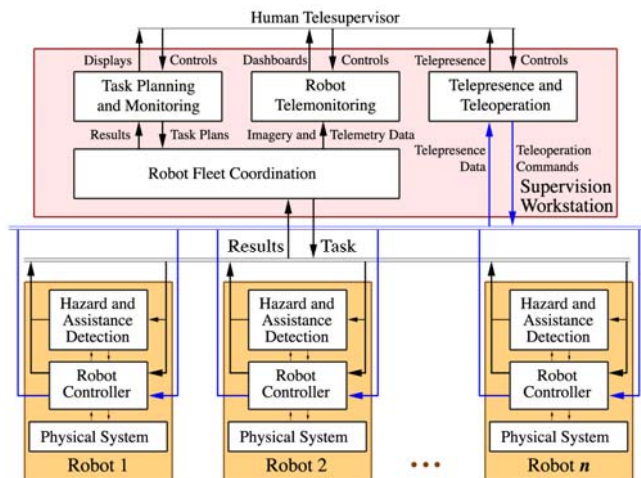 Human Telesupervisor
Displays
Controls
Dashboards
Controls
Telepresence
Controls
Task Planning
and Monitoring
Robot
Telemonitoring
Telepresence and
Teleoperation
Results
Task Plans
Imagery and
Telemetry Data
Telepresence
Data
Teleoperation
Commands
Robot Fleet Coordination
Supervision
Workstation
Results
Task
Hazard and
Assistance
Detection
Robot
Controller
Physical System
Robot 1
Hazard and
Assistance
Detection
Robot
Controller
Physical System
Robot 2
• • •
Hazard and
Assistance
Detection
Robot
Controller
Physical System
Robot n